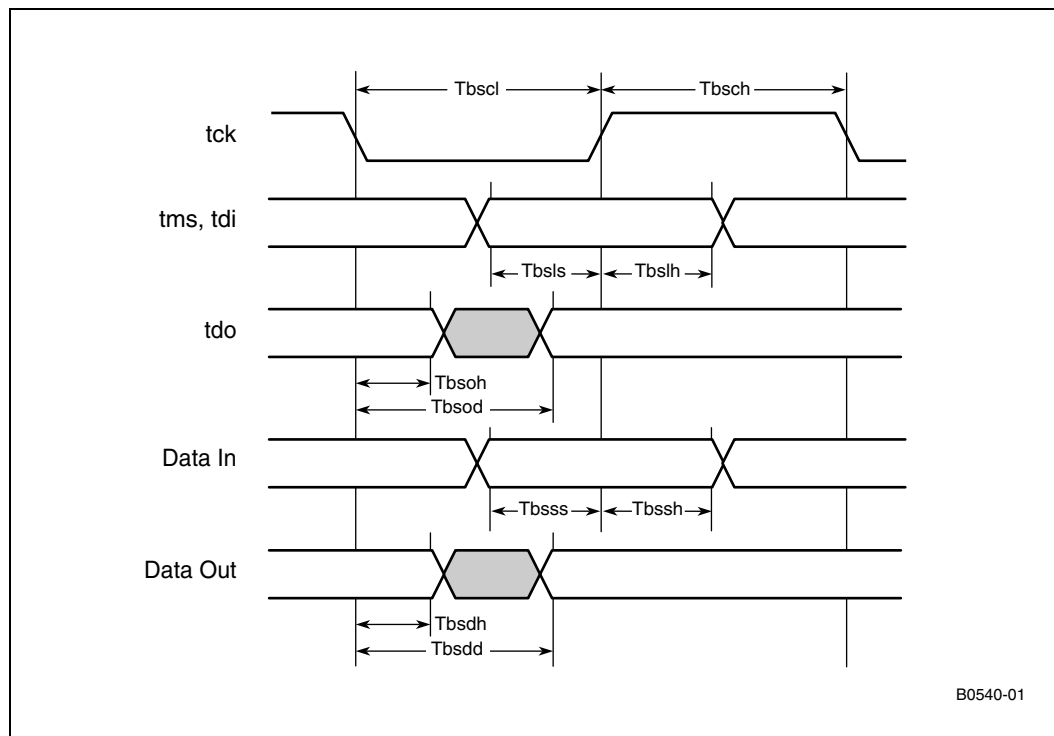 Tbscl
Tbsch
tck
tms, tdi
Tbsls
Tbslh
tdo
Tbsoh
Tbsod
Data In
Tbsss
Tbssh
Data Out
Tbsdh
Tbsdd
B0540-01